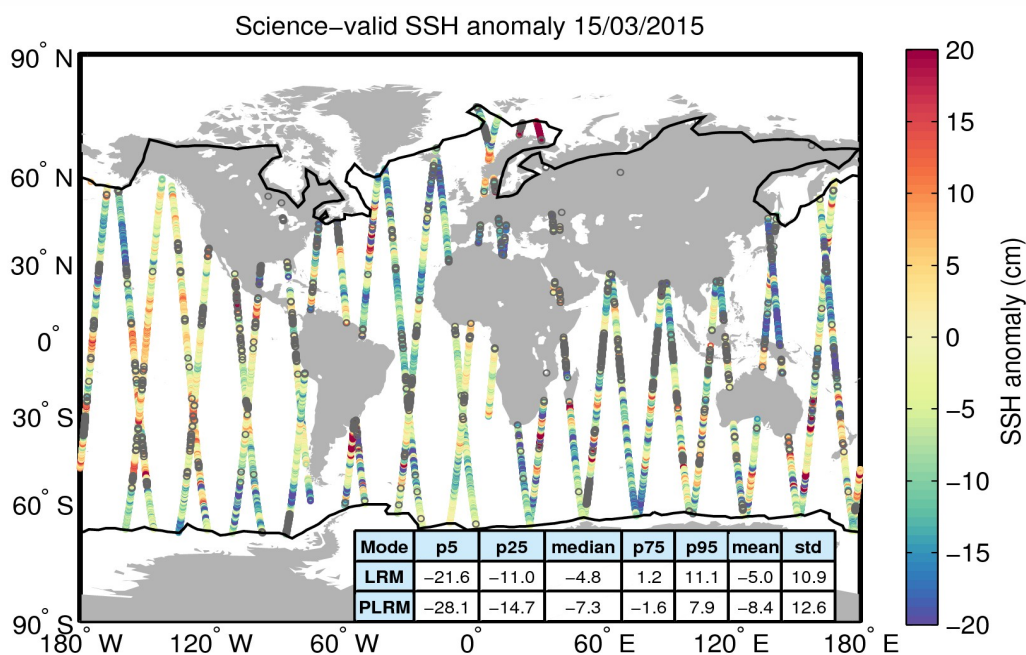 Science−valid SSH anomaly 15/03/2015
90° N
60° N
30° N
0°
30° S
60° S
90° S
180° W
120° W
60° W
0°
60° E
120° E
180° E
Mode p5 p25 median p75 p95 mean std
LRM −21.6 −11.0 −4.8 1.2 11.1 −5.0 10.9
PLRM −28.1 −14.7 −7.3 −1.6 7.9 −8.4 12.6
20
15
10
5
0
−5
−10
−15
−20
SSH anomaly (cm)